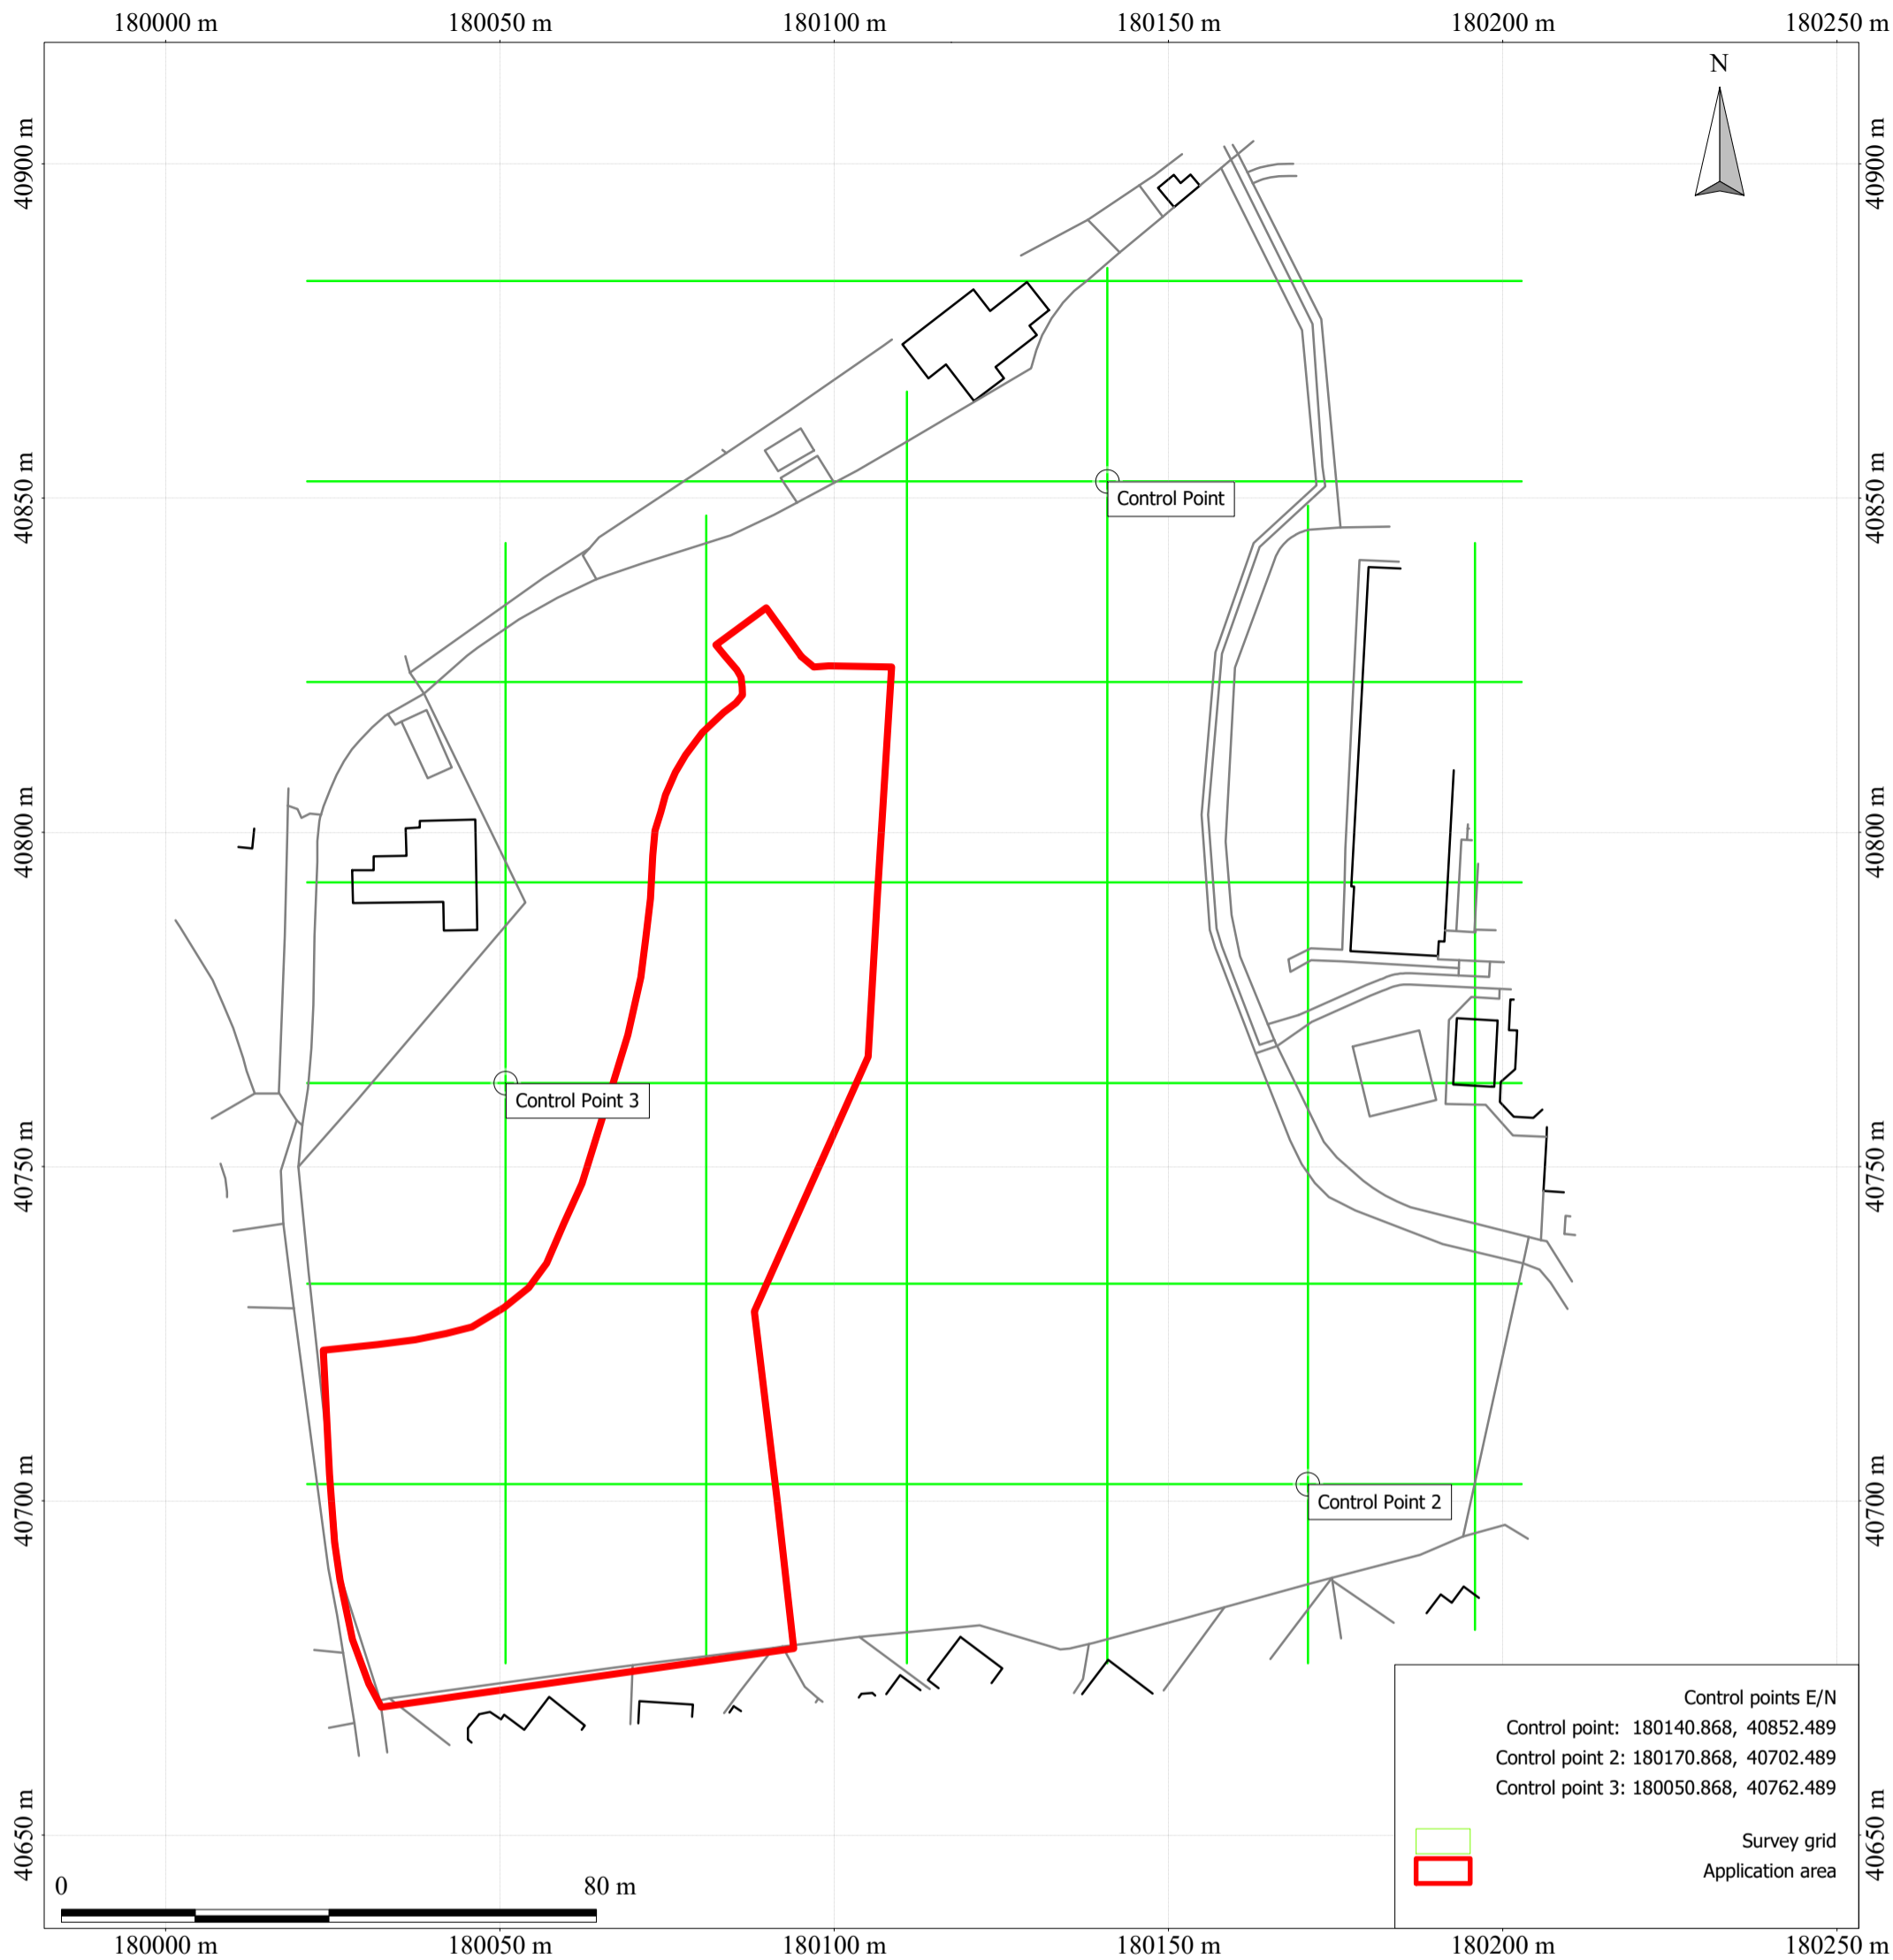 180000 m 180050 m 180100 m 180150 m 180200 m 180250 m
N
40900 m 40900 m
40850 m 40850 m
Control Point
40800 m 40800 m
Control Point 3
40750 m 40750 m
40700 m 40700 m
Control Point 2
Control points E/N
Control point: 180140.868, 40852.489
Control point 2: 180170.868, 40702.489
Control point 3: 180050.868, 40762.489
40650 m 40650 m
Survey grid
Application area
0 80 m
180000 m 180050 m 180100 m 180150 m 180200 m 180250 m